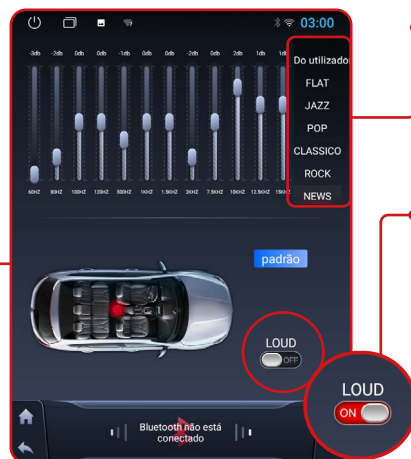 03:00
-3db -2db 0db 0db -1db 0db 0db -2db 0db 2db 1db 1db
Do utilizador
FLAT
JAZZ
POP
CLASSICO
ROCK
NEWS
60HZ 80HZ 100HZ 120HZ 500HZ 1KHZ 1.5KHZ 2KHZ 7.5KHZ 10KHZ 12.5KHZ 15KHZ
padrão
LOUD
OFF
LOUD
ON
Bluetooth não está
conectado